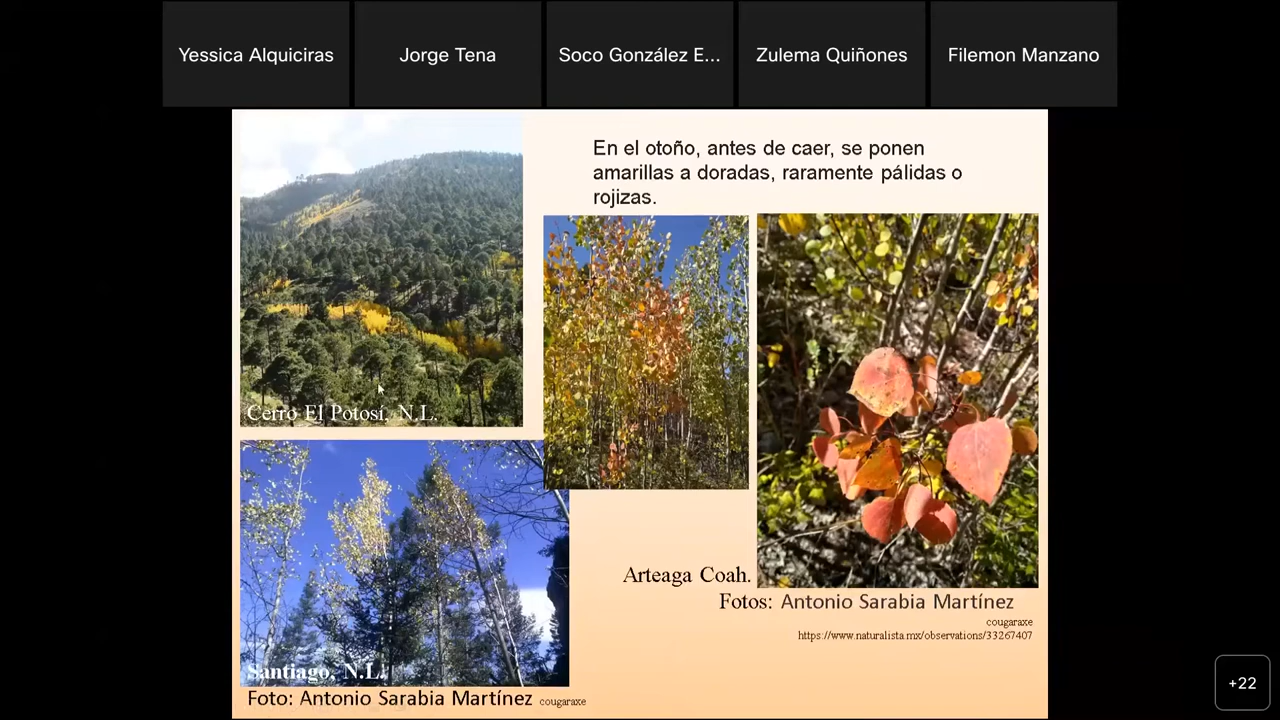 Yessica Alquiciras
Jorge Tena
Soco González E...
Zulema Quiñones
Filemon Manzano
En el otoño, antes de caer, se ponen
amarillas a doradas, raramente pálidas o
rojizas.
Cerro El Potosí, N.L.
Arteaga Coah.
Fotos: Antonio Sarabia Martínez
cougaraxe
https://www.naturalista.mx/observations/33267407
Santiago, N.L.
Foto: Antonio Sarabia Martínez cougaraxe
+22